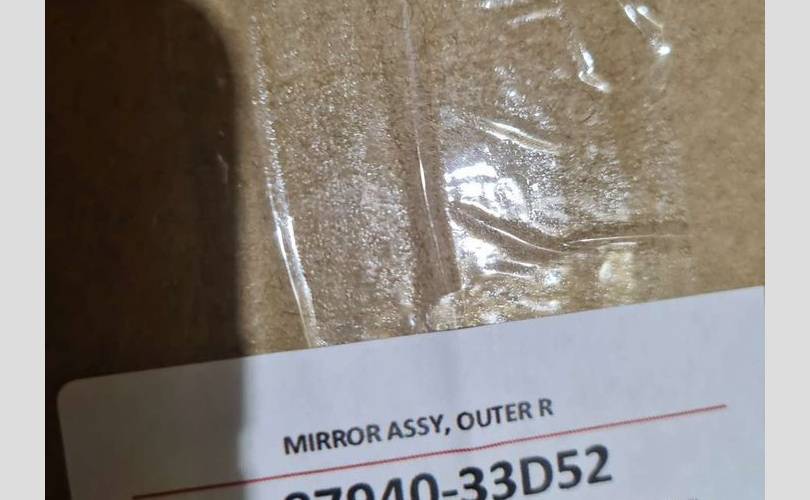 MIRROR ASSY, OUTER R
87940-33D52